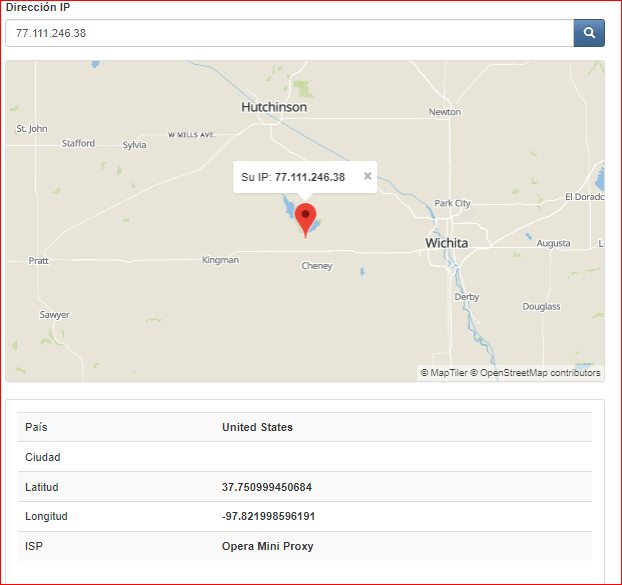 Dirección IP
77.111.246.38
Hutchinson
Newton
St. John
W MILLS AVE.
Stafford
Sylvia
Su IP: 77.111.246.38 ×
El Dorado
Park City
Wichita
Augusta
L-
Pratt
Kingman
Cheney
Derby
Douglass
Sawyer
© MapTiler © OpenStreetMap contributors
País United States
Ciudad
Latitud 37.750999450684
Longitud -97.821998596191
ISP Opera Mini Proxy